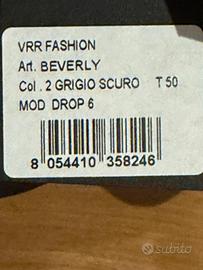 VRR FASHION
Art. BEVERLY
Col . 2 GRIGIO SCURO T 50
MOD DROP 6
8 054410 358246
subito